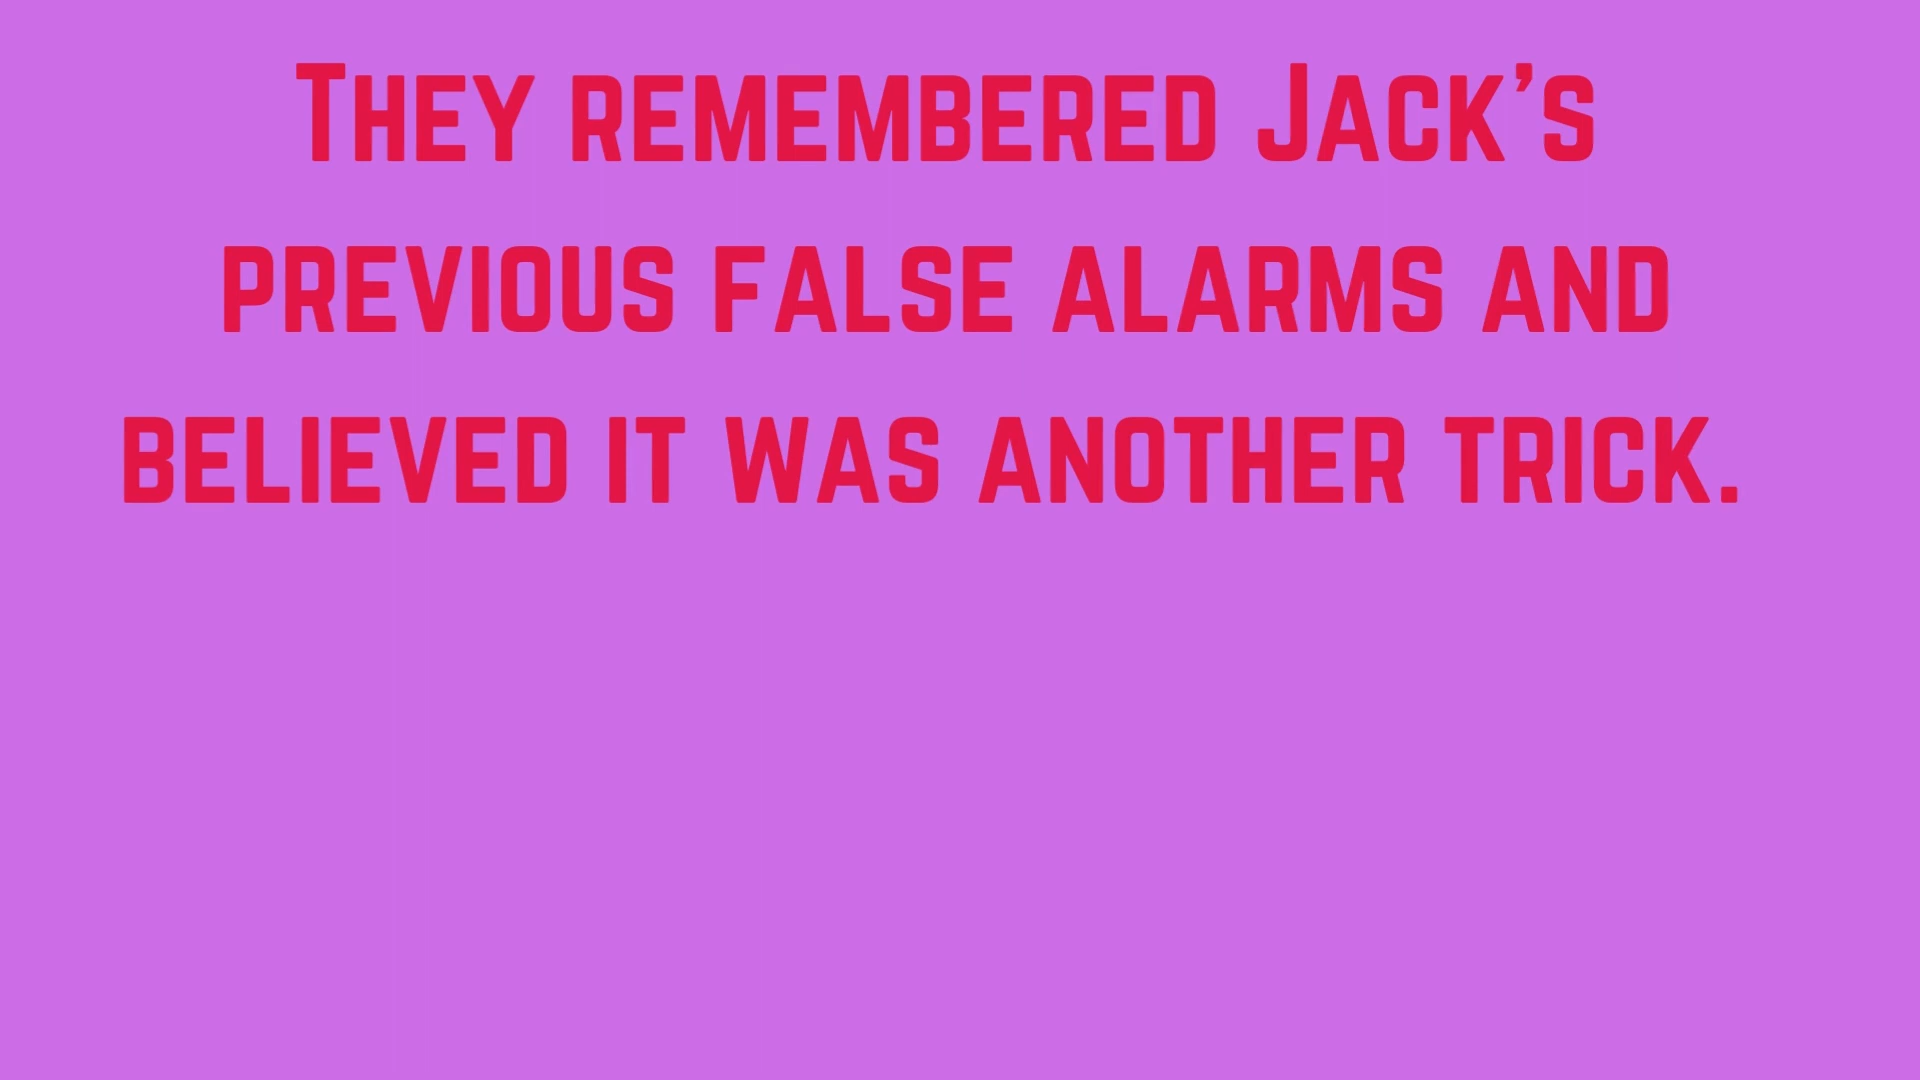 They remembered Jack's
previous false alarms and
believed it was another trick.